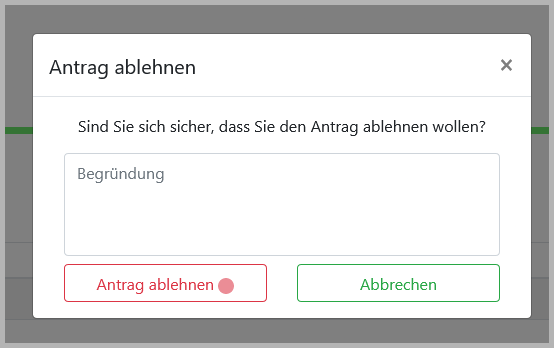 Antrag ablehnen
×
Sind Sie sich sicher, dass Sie den Antrag ablehnen wollen?
Begründung
Antrag ablehnen
Abbrechen